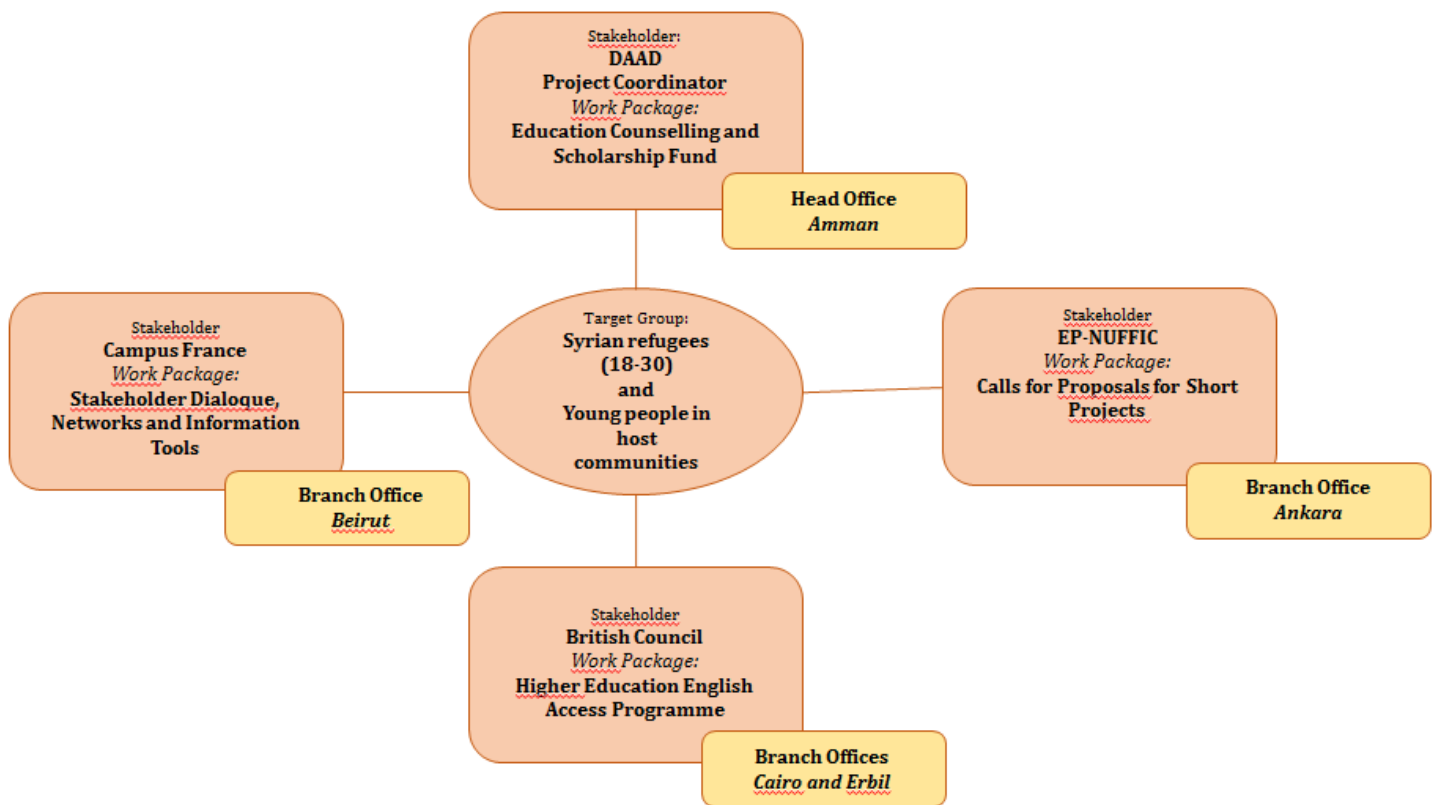 Stakeholder:
DAAD
Project Coordinator
Work Package:
Education Counselling and
Scholarship Fund
Head Office
Amman
Stakeholder
Campus France
Work Package:
Stakeholder Dialoque,
Networks and Information
Tools
Branch Office
Beirut
Target Group:
Syrian refugees
(18-30)
and
Young people in
host
communities
Stakeholder
EP-NUFFIC
Work Package:
Calls for Proposals for Short
Projects
Branch Office
Ankara
Stakeholder
British Council
Work Package:
Higher Education English
Access Programme
Branch Offices
Cairo and Erbil